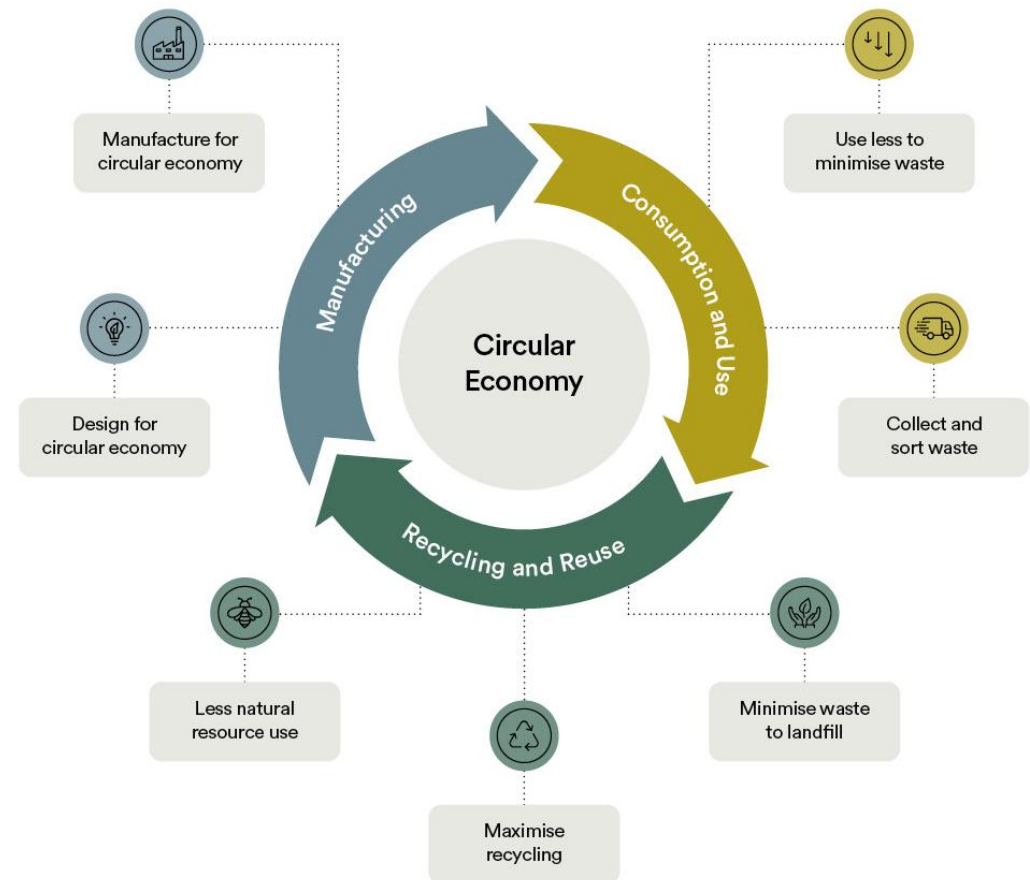 Manufacture for
circular economy
Use less to
minimise waste
Manufacturing
Consumption and Use
Circular
Economy
Design for
circular economy
Collect and
sort waste
Recycling and Reuse
Less natural
resource use
Minimise waste
to landfill
Maximise
recycling